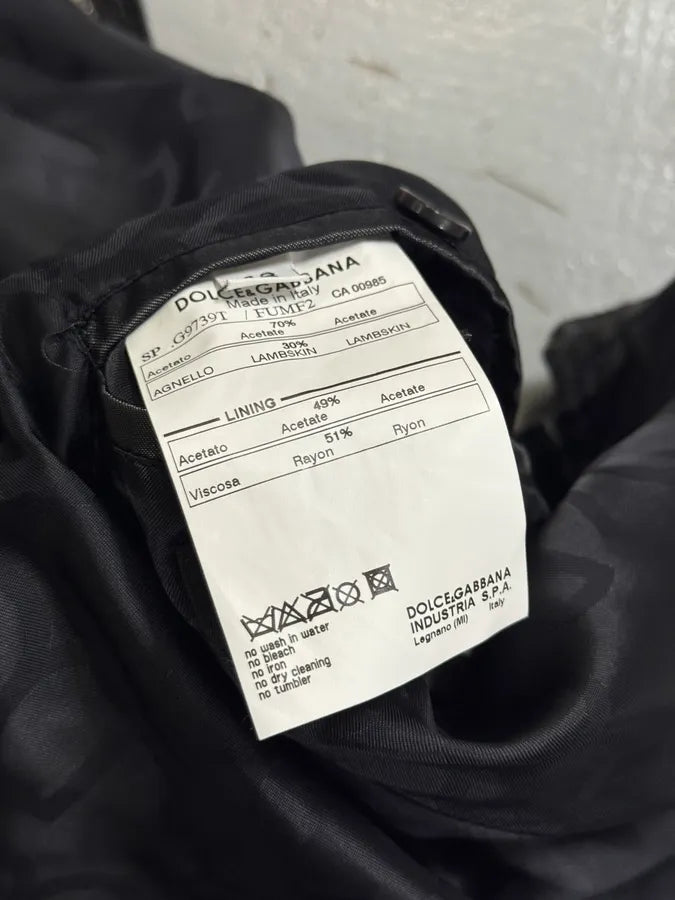 DOLCE&GABBANA
Made in Italy
SP .G9739T / FUMF2 CA 00985
70%
Acetato Acetate Acetate
30%
AGNELLO LAMBSKIN LAMBSKIN
LINING
49%
Acetato Acetate Acetate
51%
Viscosa Rayon Ryon
no wash in water
no bleach
no iron
no dry cleaning
no tumbler
DOLCE&GABBANA
INDUSTRIA S.P.A.
Legnano (MI) Italy